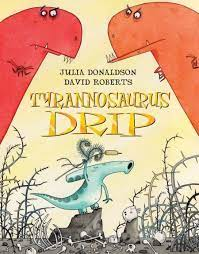 JULIA DONALDSON
DAVID ROBERTS
TYRANNOSAURUS
DRIP